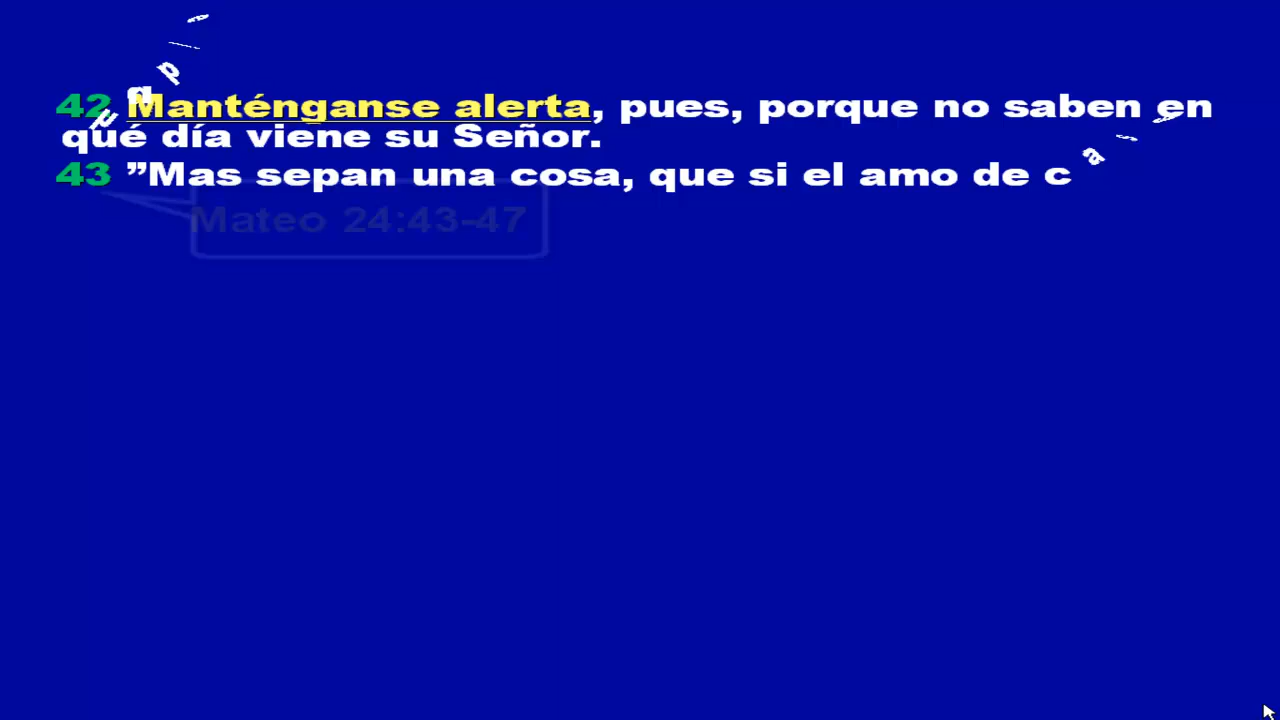 42 Manténganse alerta, pues, porque no saben en
qué día viene su Señor.
43 ”Mas sepan una cosa, que si el amo de c a
Mateo 24:43-47